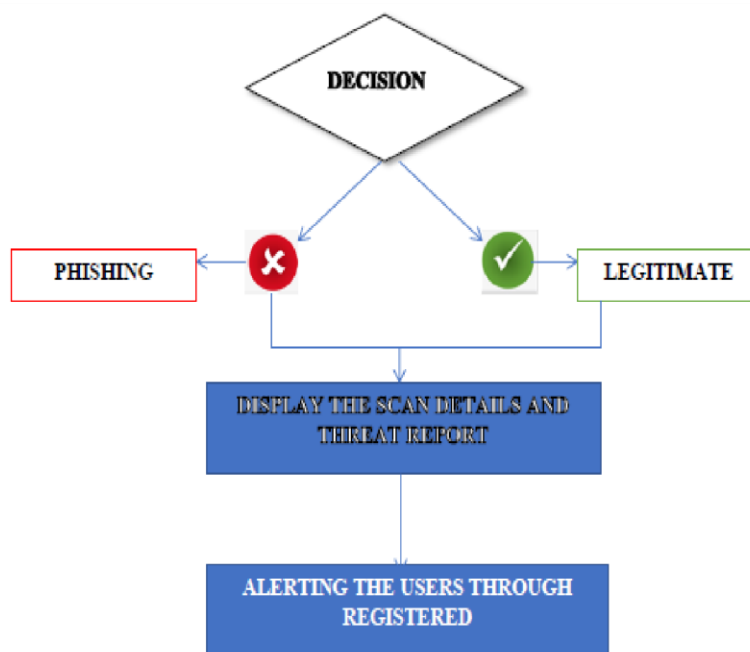 DECISION
PHISHING
LEGITIMATE
DISPLAY THE SCAN DETAILS AND
THREAT REPORT
ALERTING THE USERS THROUGH
REGISTERED